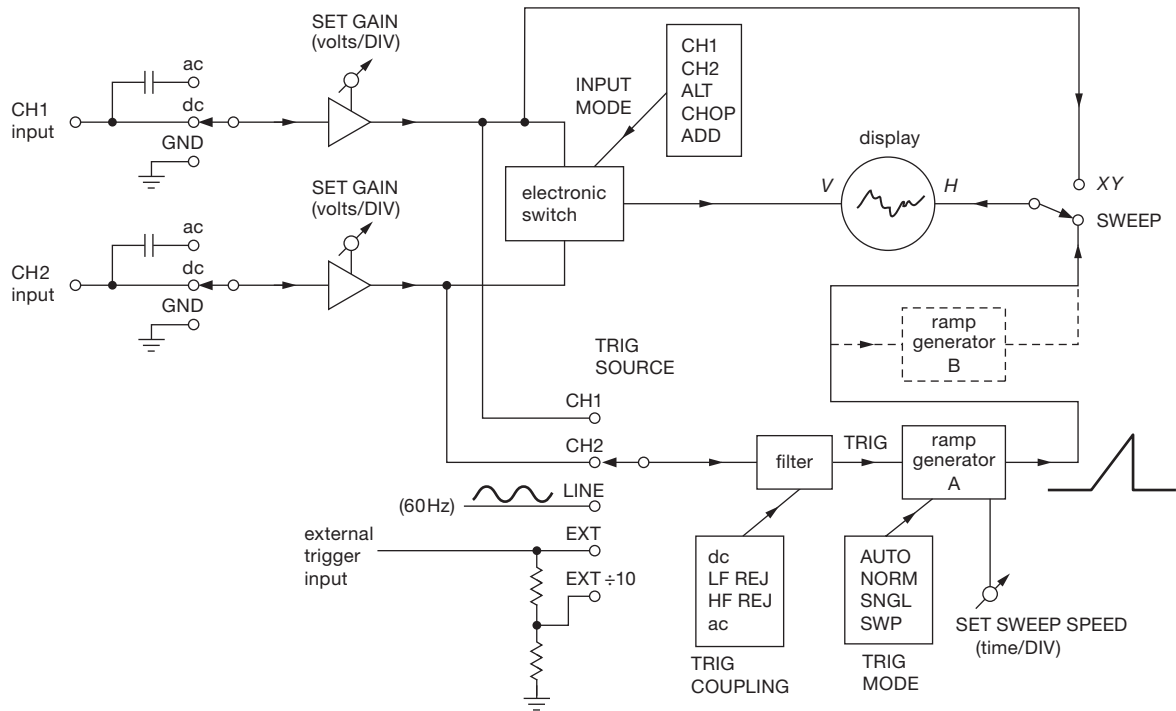 SET GAIN
(volts/DIV)
ac
CH1
input
dc
GND
INPUT
MODE
CH1
CH2
ALT
CHOP
ADD
display
V
H
XY
SWEEP
electronic
switch
SET GAIN
(volts/DIV)
ac
CH2
input
dc
GND
ramp
generator
B
TRIG
SOURCE
CH1
CH2
LINE
(60Hz)
EXT
external
trigger
input
EXT ÷10
filter
TRIG
ramp
generator
A
dc
LF REJ
HF REJ
ac
TRIG
COUPLING
AUTO
NORM
SNGL
SWP
TRIG
MODE
SET SWEEP SPEED
(time/DIV)